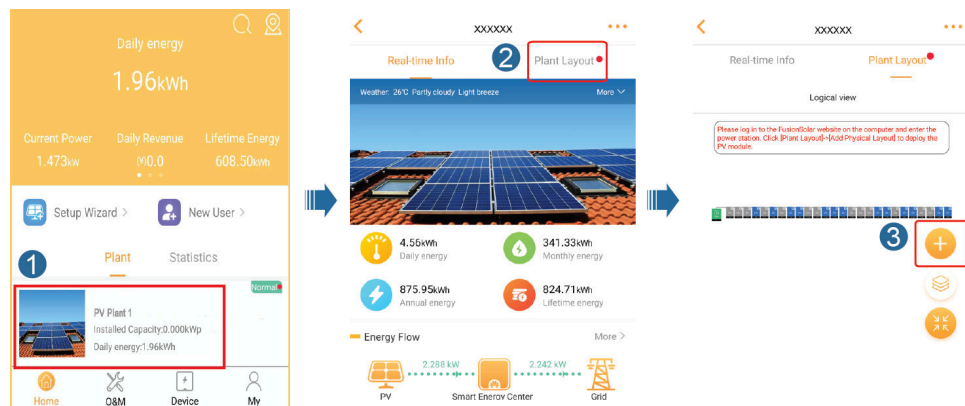 Daily energy
1.96kWh
Current Power Daily Revenue Lifetime Energy
1.473kW (¥)0.0 608.50kWh
Setup Wizard > New User >
1
Plant Statistics
Normal
PV Plant 1
Installed Capacity:0.000kWp
Daily energy:1.96kWh
Home O&M Device My
xxxxxx
2
Real-time Info Plant Layout
Weather: 26℃ Partly cloudy Light breeze More
4.56kWh
Daily energy
341.33kWh
Monthly energy
875.95kWh
Annual energy
824.71kWh
Lifetime energy
Energy Flow More >
2.288 kW 2.242 kW
PV Smart Energy Center Grid
xxxxxx
Real-time Info Plant Layout
Logical view
Please log in to the FusionSolar website on the computer and enter the
power station. Click [Plant Layout]->[Add Physical Layout] to deploy the
PV module.
3